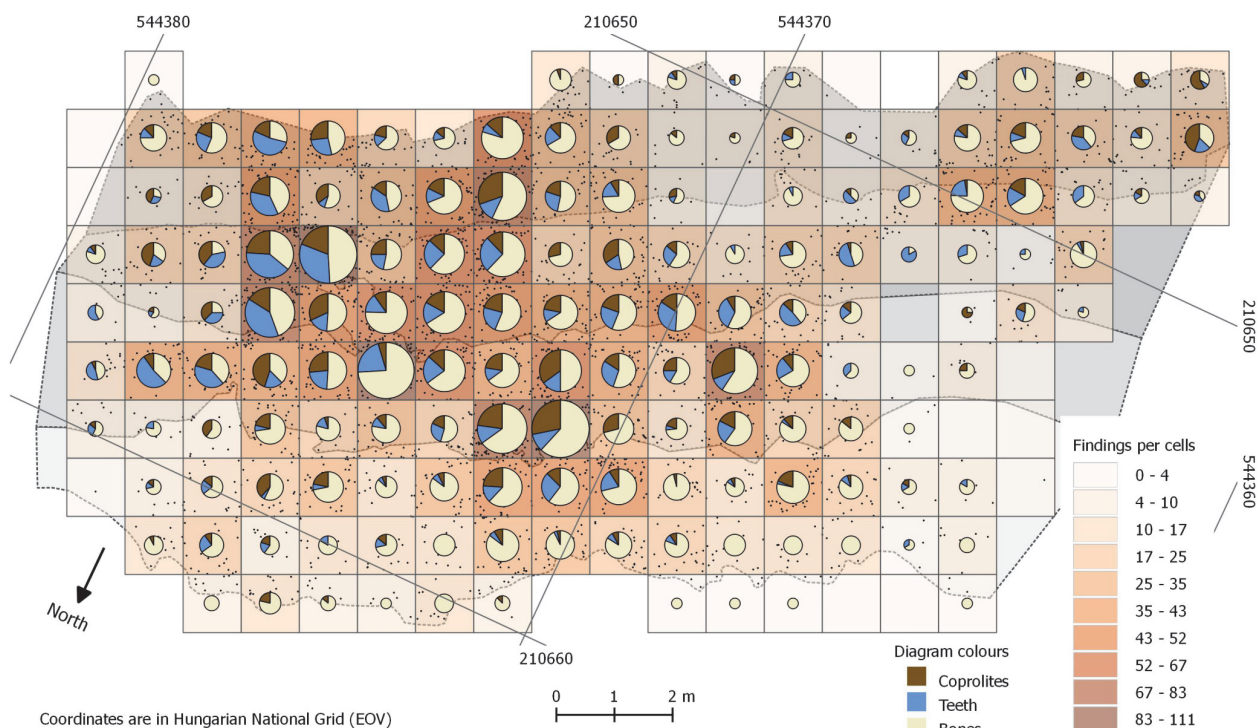 544380
210650
544370
210650
544360
210660
North
0 1 2 m
Coordinates are in Hungarian National Grid (EOV)
Diagram colours
Coprolites
Teeth
Bones
Findings per cells
0 - 4
4 - 10
10 - 17
17 - 25
25 - 35
35 - 43
43 - 52
52 - 67
67 - 83
83 - 111